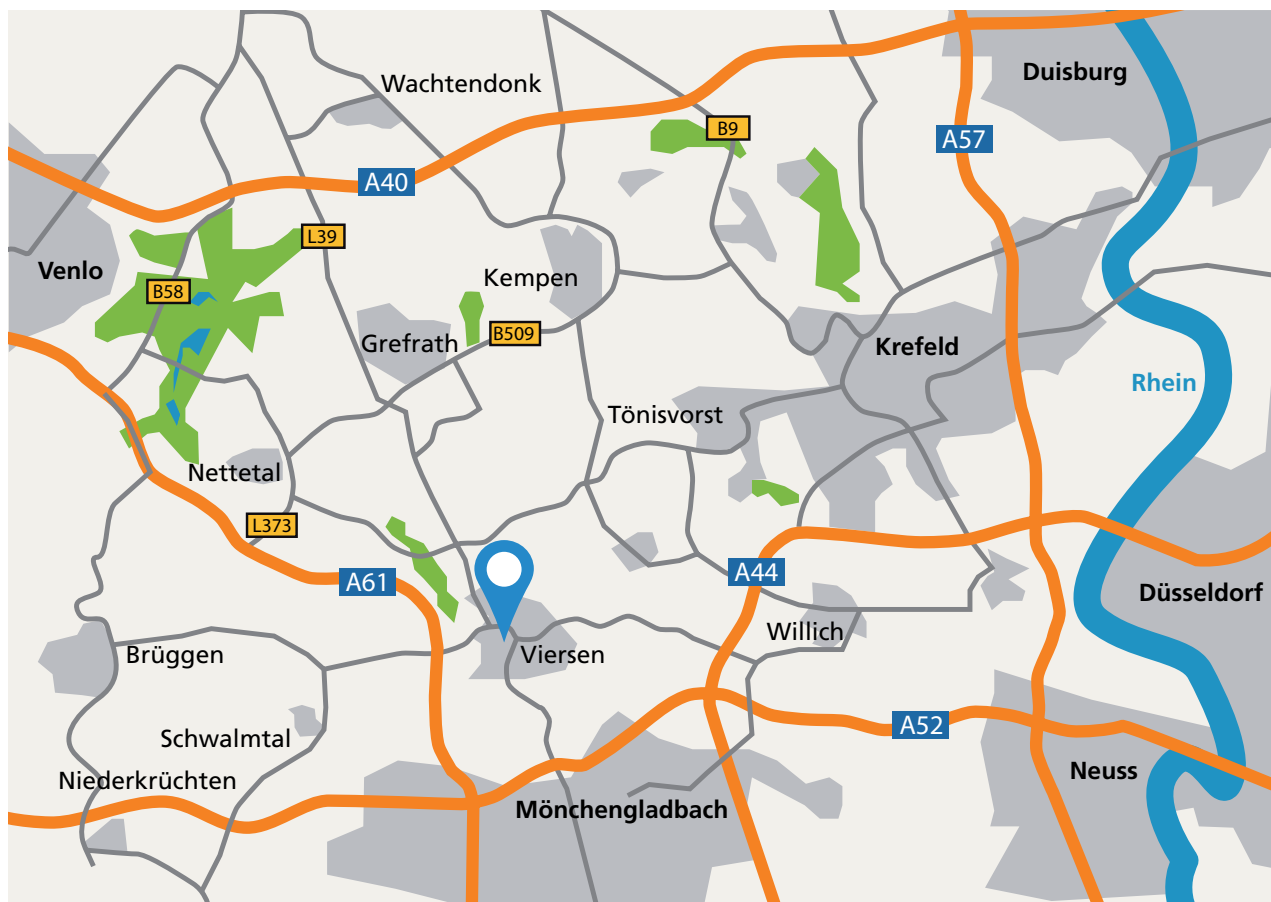 Duisburg
Wachtendonk
B9
A57
A40
L39
Venlo
Kempen
B58
B509
Grefrath
Krefeld
Rhein
Tönisvorst
Nettetal
L373
A61
A44
Düsseldorf
Willich
Brüggen
Viersen
Schwalmtal
A52
Niederkrüchten
Neuss
Mönchengladbach